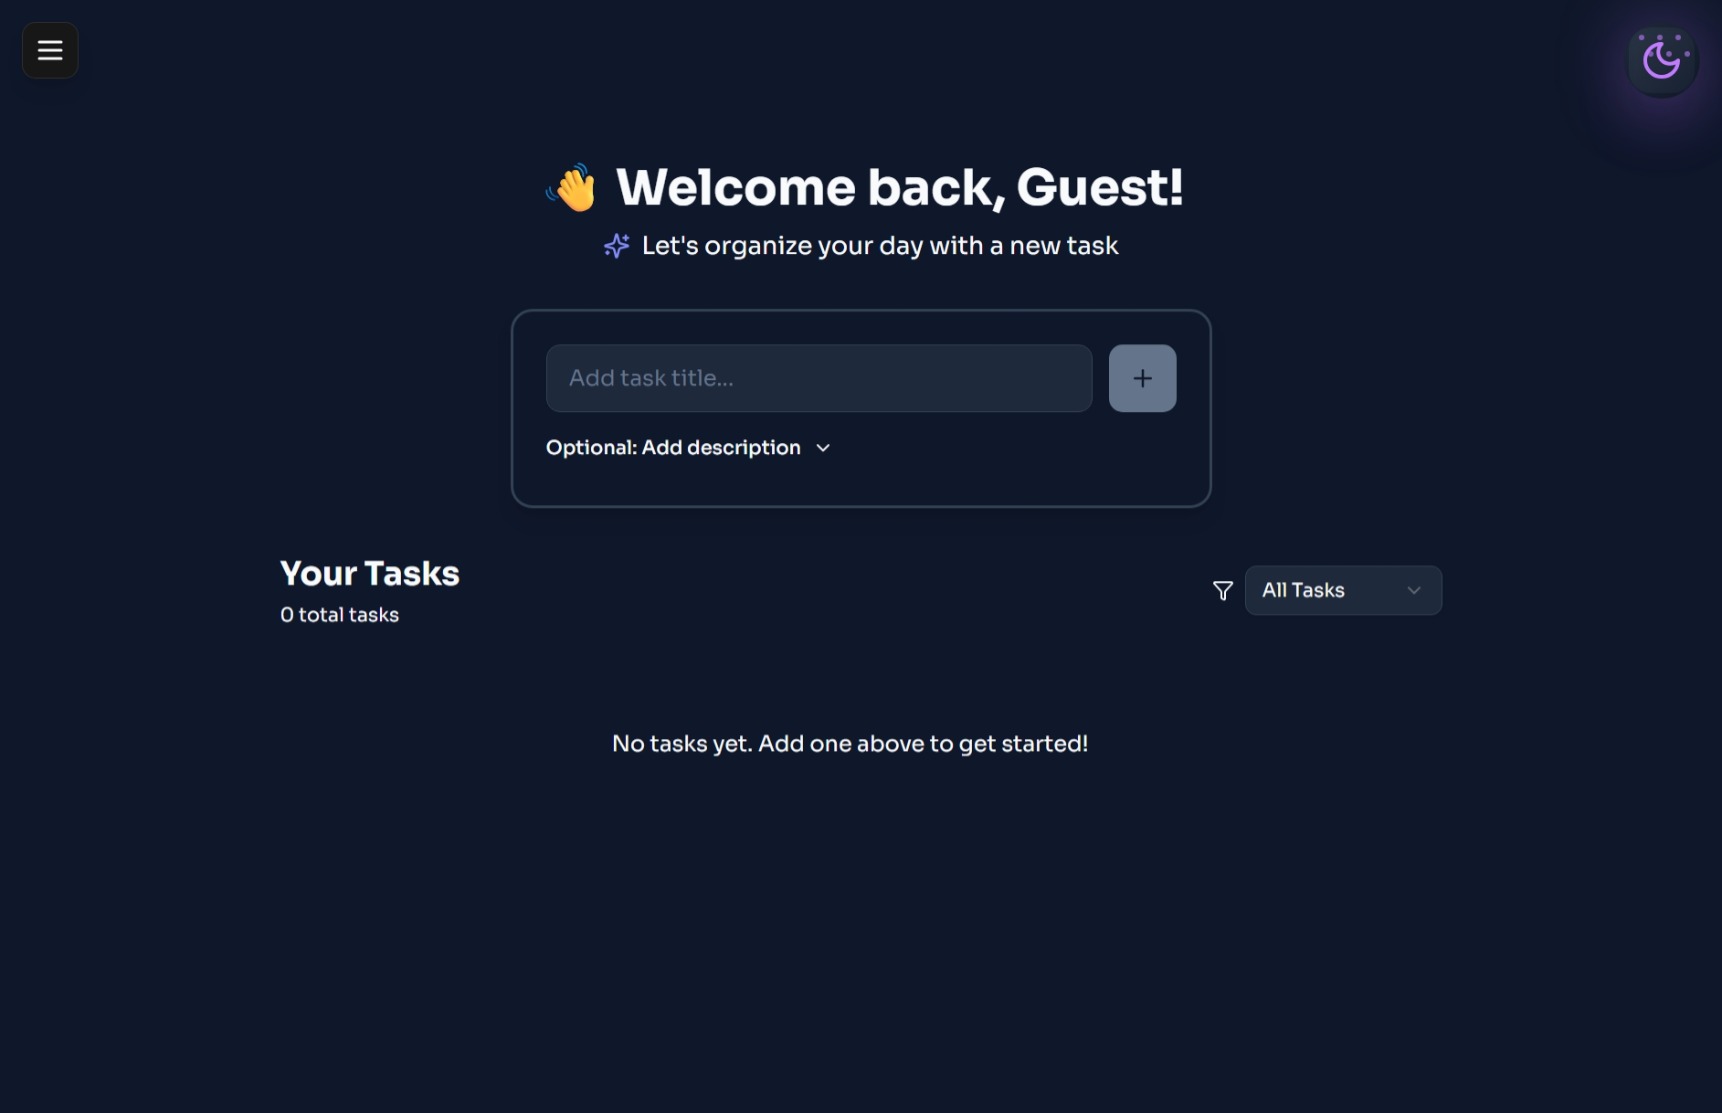 👋 Welcome back, Guest!
Let's organize your day with a new task
Add task title...
Optional: Add description
Your Tasks
0 total tasks
All Tasks
No tasks yet. Add one above to get started!